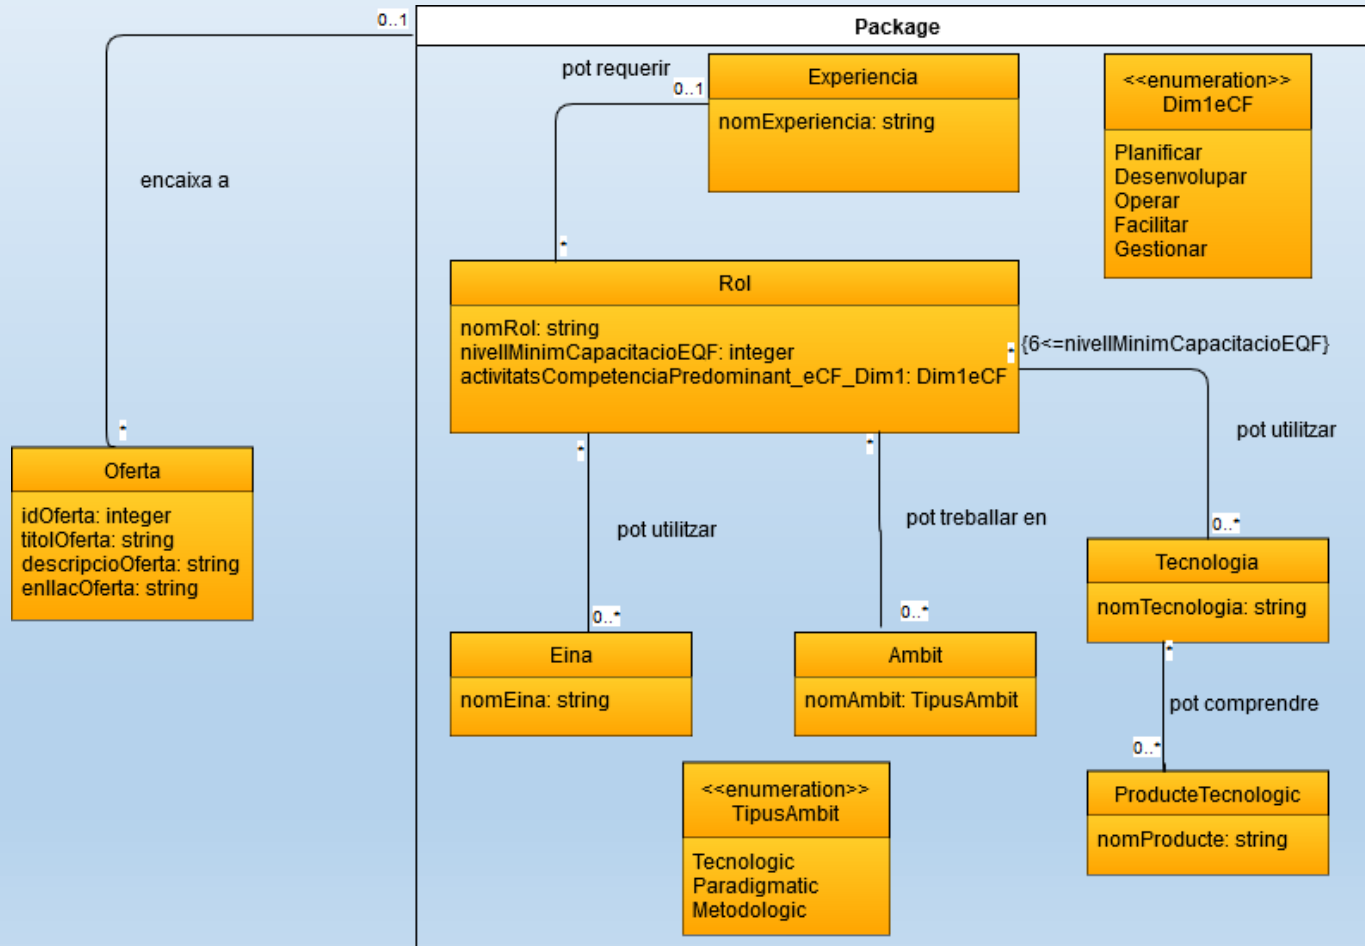 0..1
Package
encaixa a
*
Oferta
idOferta: integer
titolOferta: string
descripcioOferta: string
enllacOferta: string
pot requerir
0..1
Experiencia
nomExperiencia: string
<<enumeration>>
Dim1eCF
Planificar
Desenvolupar
Operar
Facilitar
Gestionar
*
Rol
nomRol: string
nivellMinimCapacitacioEQF: integer
activitatsCompetenciaPredominant_eCF_Dim1: Dim1eCF
* {6<=nivellMinimCapacitacioEQF}
pot utilitzar
0..*
*
pot utilitzar
0..*
*
pot treballar en
0..*
Tecnologia
nomTecnologia: string
Eina
nomEina: string
Ambit
nomAmbit: TipusAmbit
*
pot comprendre
0..*
ProducteTecnologic
nomProducte: string
<<enumeration>>
TipusAmbit
Tecnologic
Paradigmatic
Metodologic